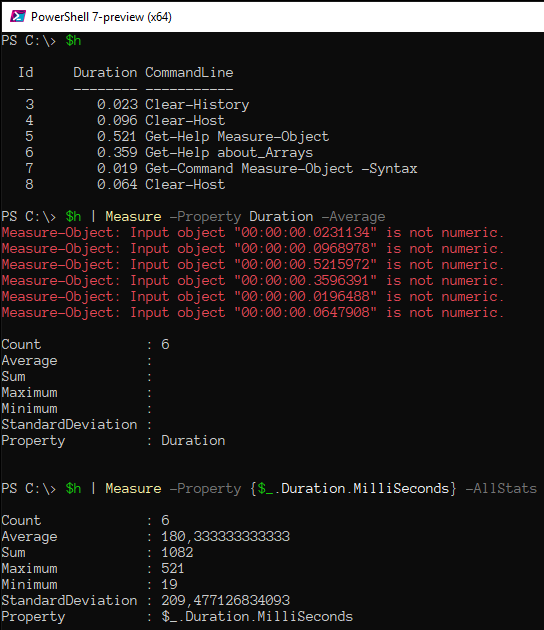 PowerShell 7-preview (x64)
PS C:\> $h
Id Duration CommandLine
-- -------- -----------
3 0.023 Clear-History
4 0.096 Clear-Host
5 0.521 Get-Help Measure-Object
6 0.359 Get-Help about_Arrays
7 0.019 Get-Command Measure-Object -Syntax
8 0.064 Clear-Host
PS C:\> $h | Measure -Property Duration -Average
Measure-Object: Input object "00:00:00.0231134" is not numeric.
Measure-Object: Input object "00:00:00.0968978" is not numeric.
Measure-Object: Input object "00:00:00.5215972" is not numeric.
Measure-Object: Input object "00:00:00.3596391" is not numeric.
Measure-Object: Input object "00:00:00.0196488" is not numeric.
Measure-Object: Input object "00:00:00.0647908" is not numeric.
Count : 6
Average :
Sum :
Maximum :
Minimum :
StandardDeviation :
Property : Duration
PS C:\> $h | Measure -Property {$_.Duration.MilliSeconds} -AllStats
Count : 6
Average : 180,333333333333
Sum : 1082
Maximum : 521
Minimum : 19
StandardDeviation : 209,477126834093
Property : $_.Duration.MilliSeconds